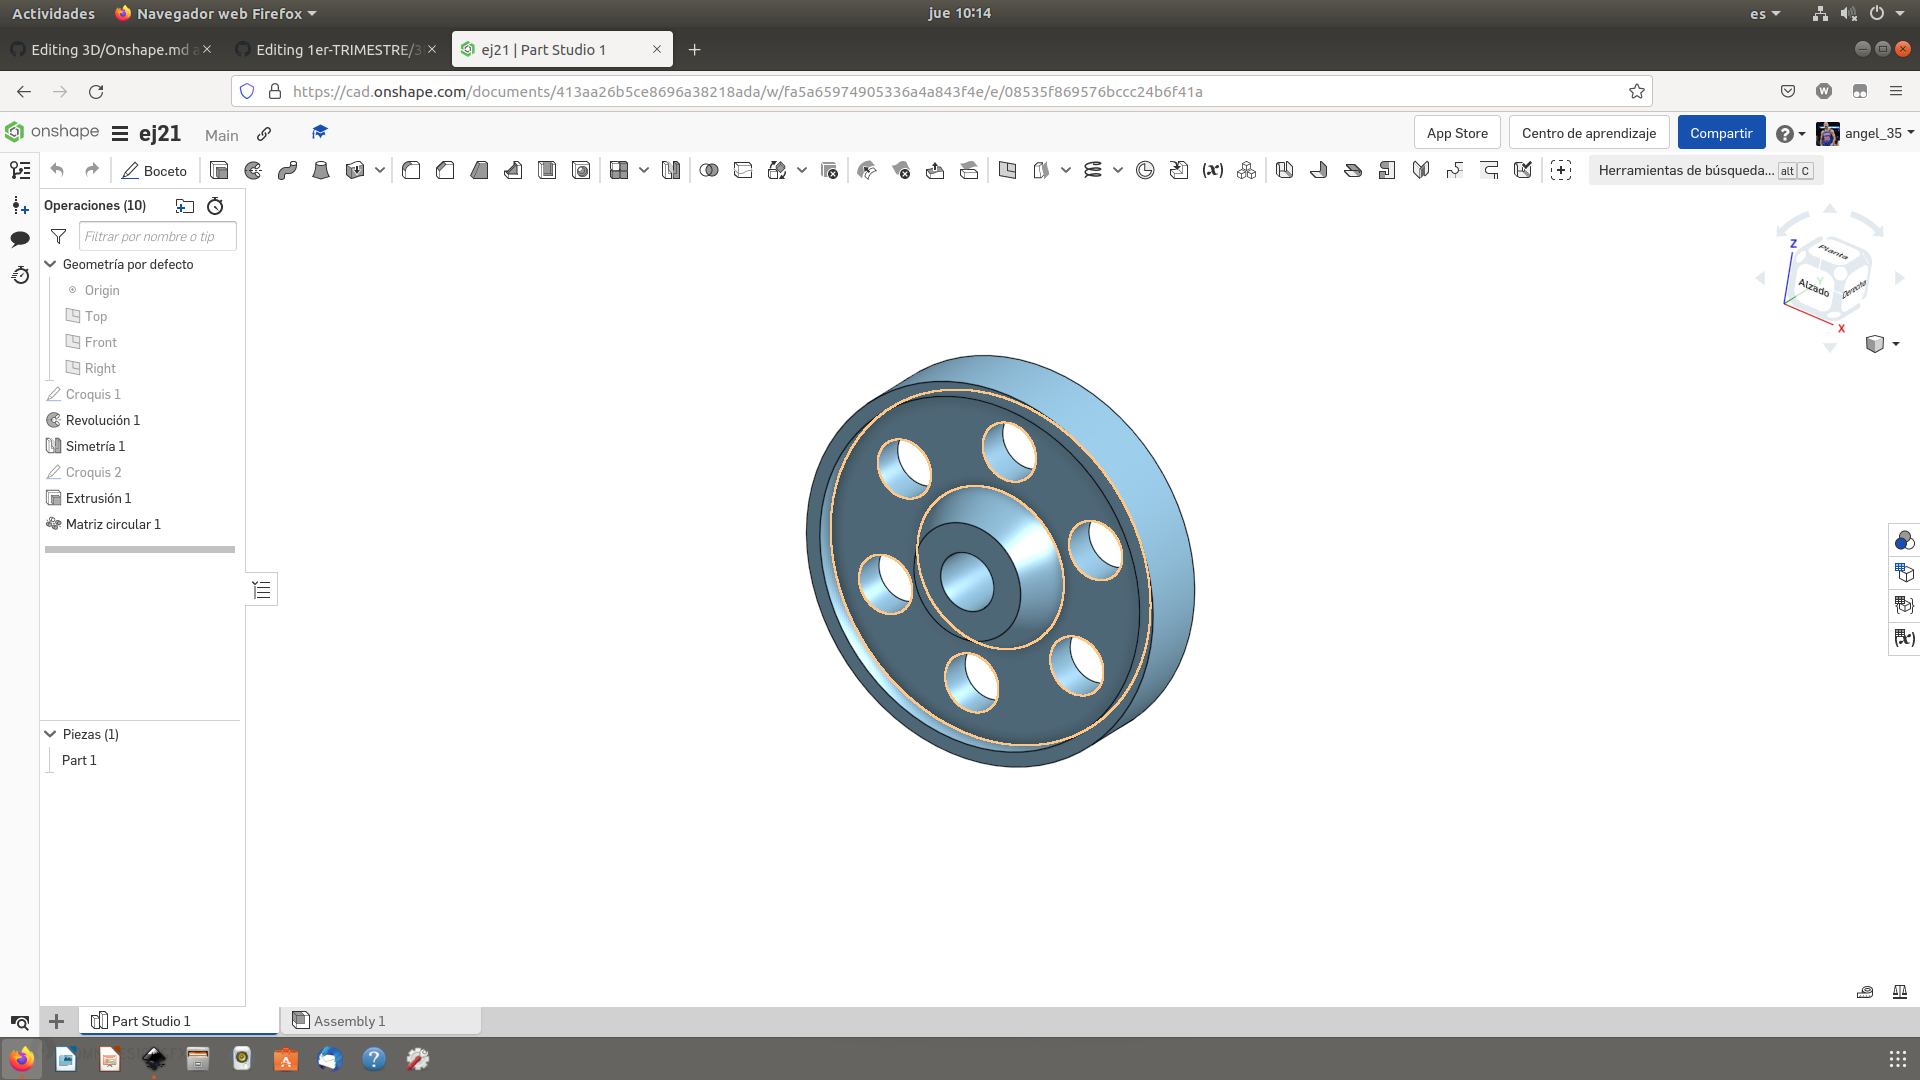 Actividades Navegador web Firefox jue 10:14 es
Editing 3D/Onshape.md a Editing 1er-TRIMESTRE/3 ej21 | Part Studio 1
https://cad.onshape.com/documents/413aa26b5ce8696a38218ada/w/fa5a65974905336a4a843f4e/e/08535f869576bccc24b6f41a
onshape ej21 Main App Store Centro de aprendizaje Compartir angel_35
Boceto (x) Herramientas de búsqueda... alt C
Operaciones (10)
Filtrar por nombre o tip
Geometría por defecto
Origin
Top
Front
Right
Croquis 1
Revolución 1
Simetría 1
Croquis 2
Extrusión 1
Matriz circular 1
Z
Planta
Alzado
Derecha
Y
X
(x)
Piezas (1)
Part 1
Part Studio 1 Assembly 1